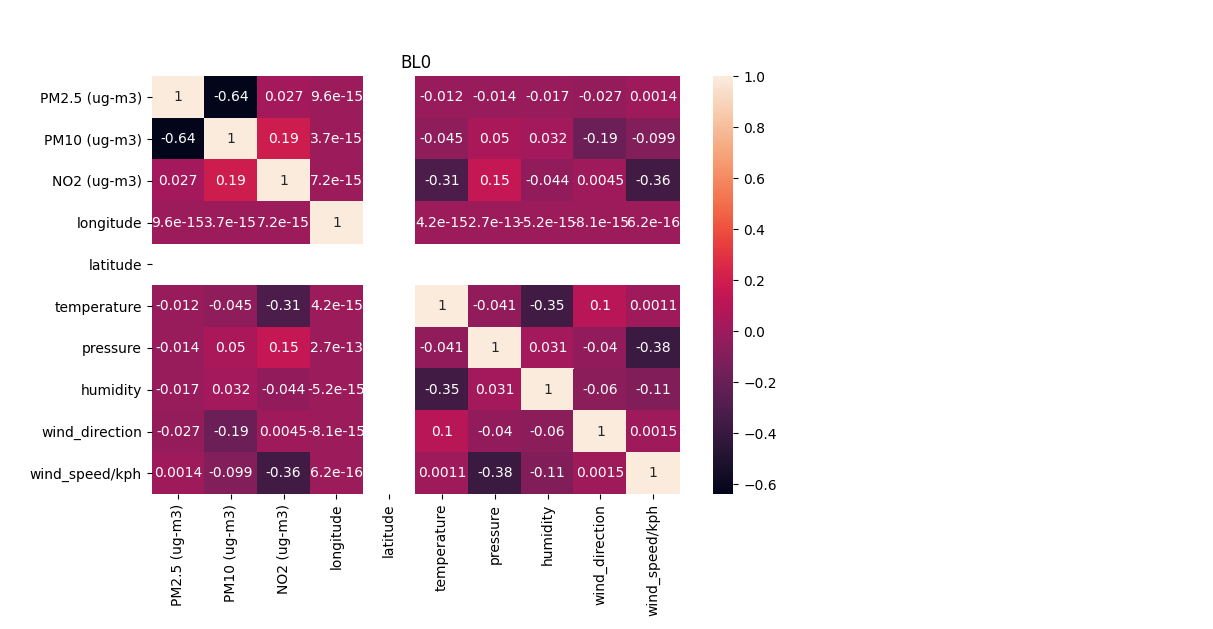 BL0
PM2.5 (ug-m3) 1 -0.64 0.027 9.6e-15 -0.012 -0.014 -0.017 -0.027 0.0014
PM10 (ug-m3) -0.64 1 0.19 3.7e-15 -0.045 0.05 0.032 -0.19 -0.099
NO2 (ug-m3) 0.027 0.19 1 7.2e-15 -0.31 0.15 -0.044 0.0045 -0.36
longitude 9.6e-15 3.7e-15 7.2e-15 1 4.2e-15 2.7e-13 -5.2e-15 -8.1e-15 6.2e-16
latitude
temperature -0.012 -0.045 -0.31 4.2e-15 1 -0.041 -0.35 0.1 0.0011
pressure -0.014 0.05 0.15 2.7e-13 -0.041 1 0.031 -0.04 -0.38
humidity -0.017 0.032 -0.044 -5.2e-15 -0.35 0.031 1 -0.06 -0.11
wind_direction -0.027 -0.19 0.0045 -8.1e-15 0.1 -0.04 -0.06 1 0.0015
wind_speed/kph 0.0014 -0.099 -0.36 6.2e-16 0.0011 -0.38 -0.11 0.0015 1
PM2.5 (ug-m3)
PM10 (ug-m3)
NO2 (ug-m3)
longitude
latitude
temperature
pressure
humidity
wind_direction
wind_speed/kph
1.0
0.8
0.6
0.4
0.2
0.0
−0.2
−0.4
−0.6